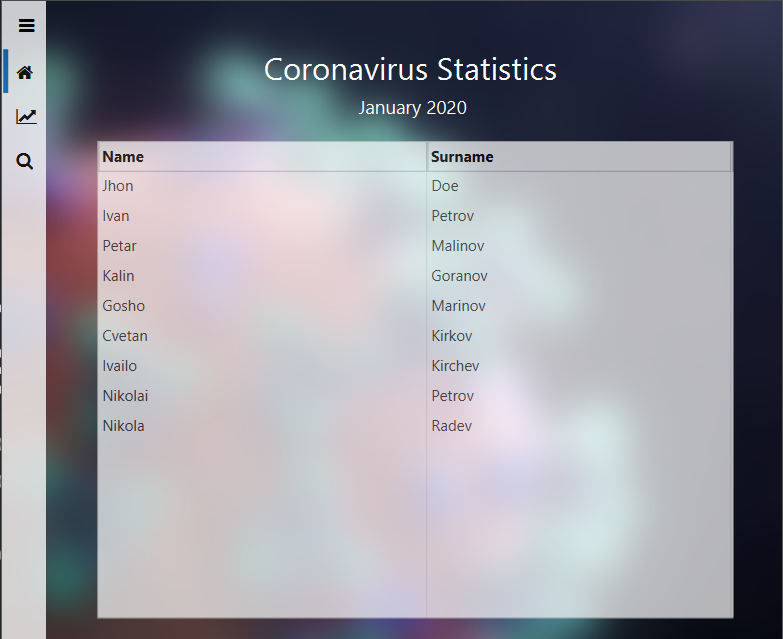 Coronavirus Statistics
January 2020
Name Surname
Jhon Doe
Ivan Petrov
Petar Malinov
Kalin Goranov
Gosho Marinov
Cvetan Kirkov
Ivailo Kirchev
Nikolai Petrov
Nikola Radev